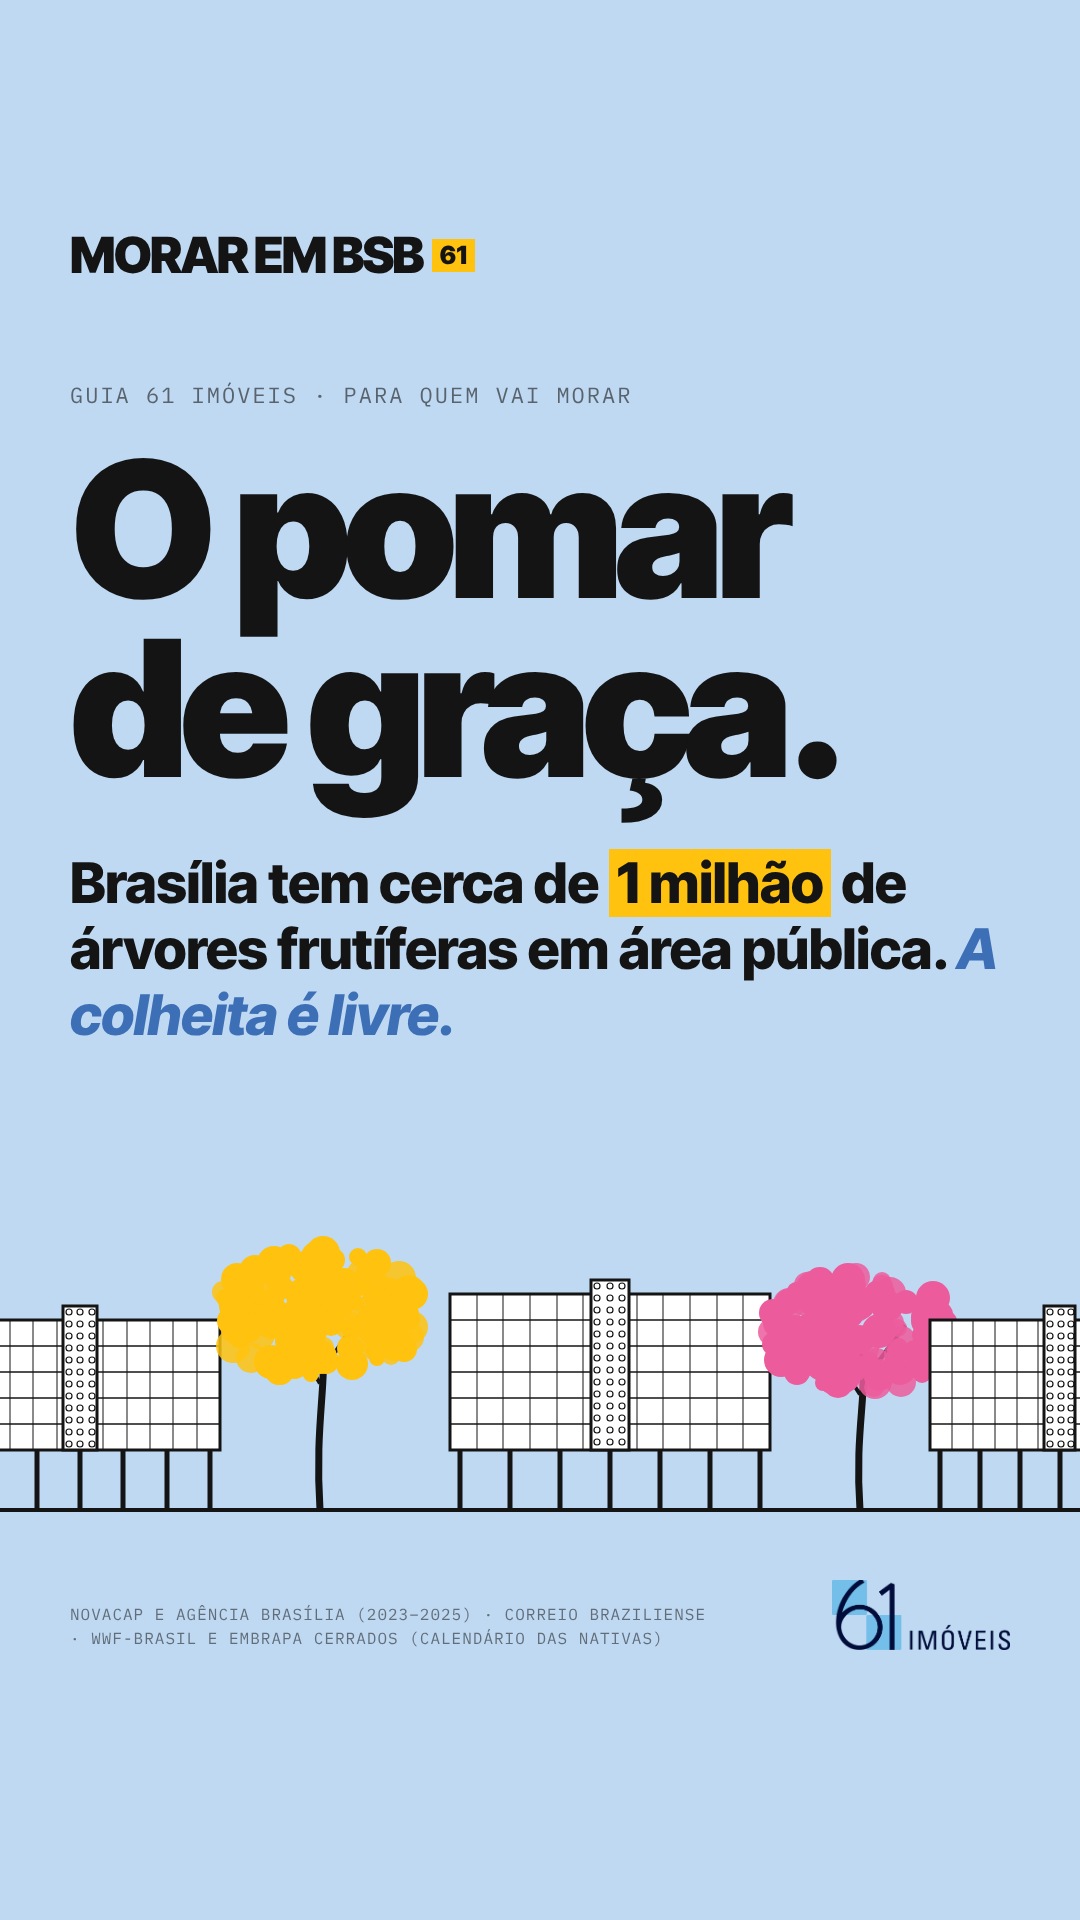 MORAR EM BSB 61
GUIA 61 IMÓVEIS · PARA QUEM VAI MORAR
O pomar
de graça.
Brasília tem cerca de 1 milhão de
árvores frutíferas em área pública. A
colheita é livre.
NOVACAP E AGÊNCIA BRASÍLIA (2023–2025) · CORREIO BRAZILIENSE
· WWF-BRASIL E EMBRAPA CERRADOS (CALENDÁRIO DAS NATIVAS)
61 IMÓVEIS